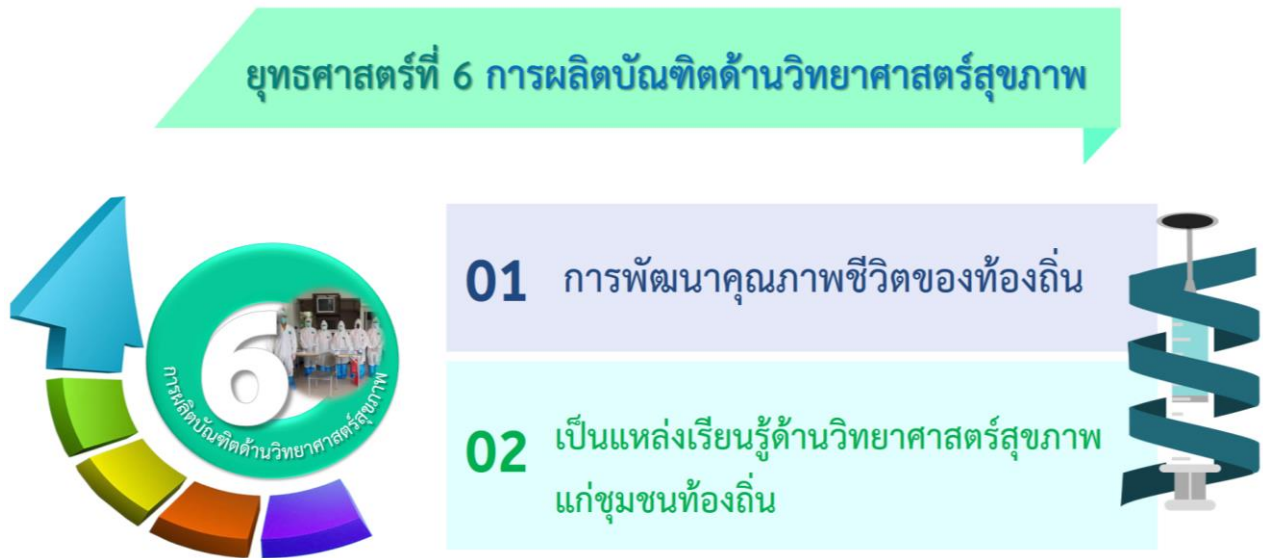 ยุทธศาสตร์ที่ 6 การผลิตบัณฑิตด้านวิทยาศาสตร์สุขภาพ
6
การผลิตบัณฑิตด้านวิทยาศาสตร์สุขภาพ
01 การพัฒนาคุณภาพชีวิตของท้องถิ่น
02 เป็นแหล่งเรียนรู้ด้านวิทยาศาสตร์สุขภาพ
แก่ชุมชนท้องถิ่น